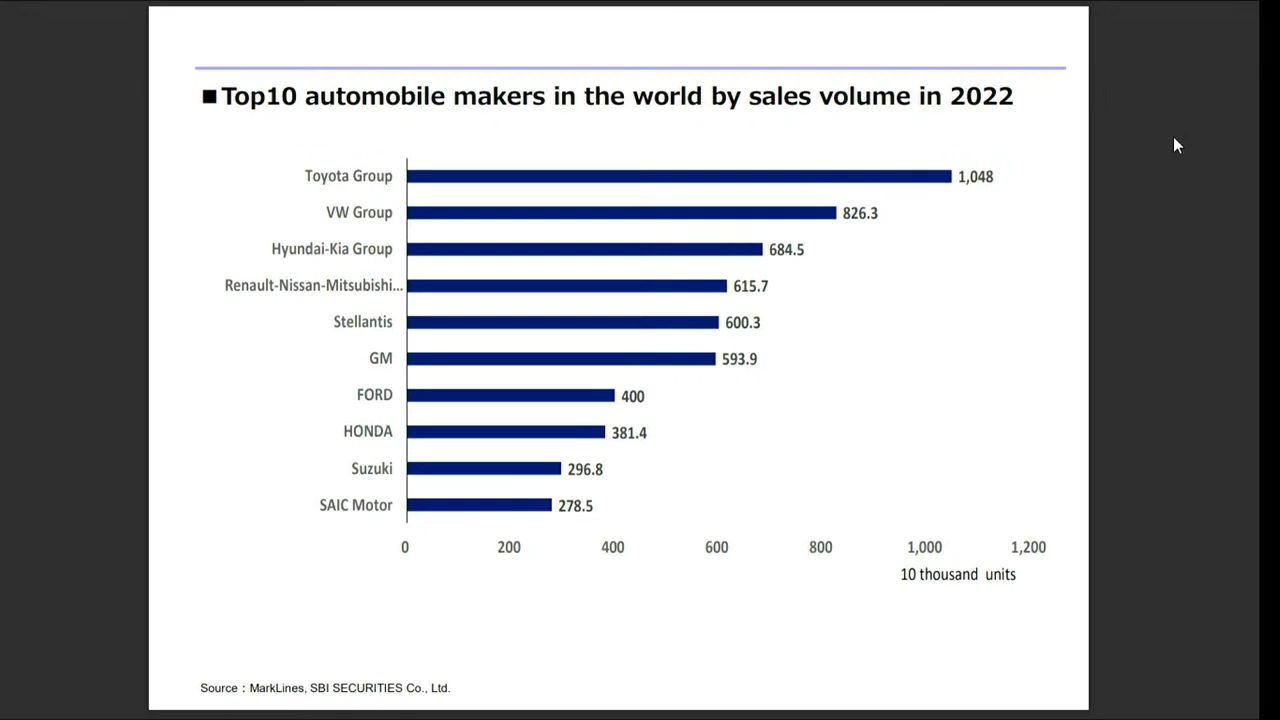 ■Top10 automobile makers in the world by sales volume in 2022
Toyota Group 1,048
VW Group 826.3
Hyundai-Kia Group 684.5
Renault-Nissan-Mitsubishi... 615.7
Stellantis 600.3
GM 593.9
FORD 400
HONDA 381.4
Suzuki 296.8
SAIC Motor 278.5
0 200 400 600 800 1,000 1,200
10 thousand units
Source：MarkLines, SBI SECURITIES Co., Ltd.